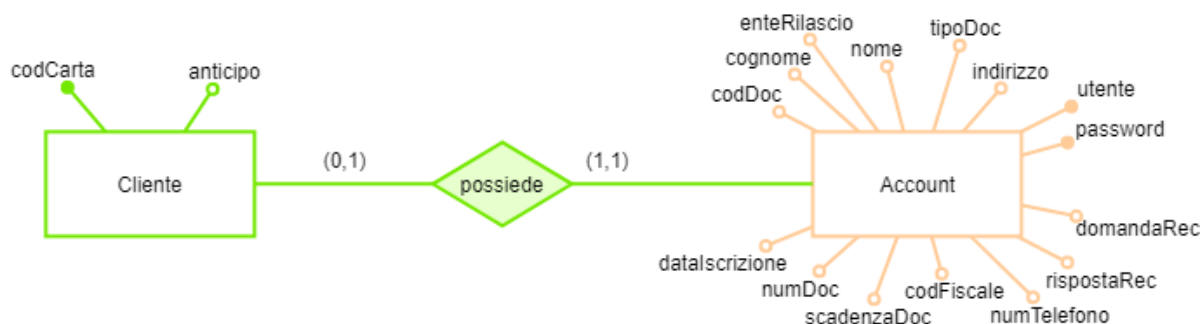 enteRilascio
tipoDoc
nome
cognome
indirizzo
codCarta
anticipo
codDoc
utente
password
(0,1)
(1,1)
Cliente
possiede
Account
domandaRec
dataIscrizione
rispostaRec
numDoc
codFiscale
numTelefono
scadenzaDoc